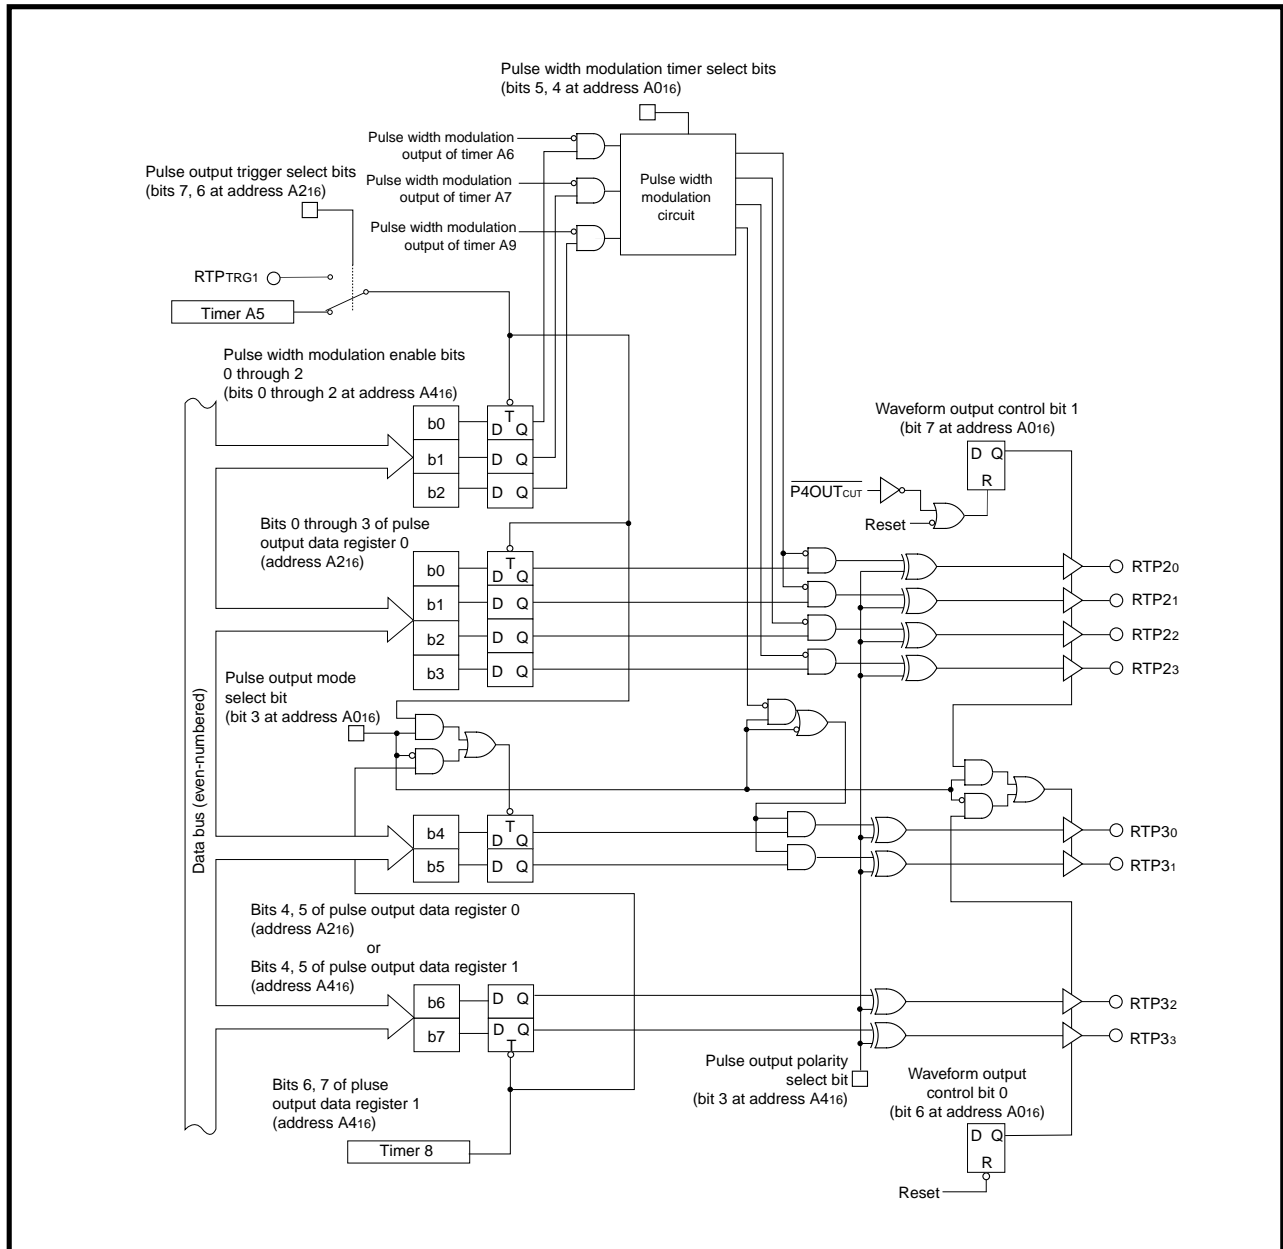 Pulse width modulation timer select bits
(bits 5, 4 at address A016)
Pulse width modulation
output of timer A6
Pulse width modulation
output of timer A7
Pulse width modulation
output of timer A9
Pulse width
modulation
circuit
Pulse output trigger select bits
(bits 7, 6 at address A216)
RTPTRG1
Timer A5
Pulse width modulation enable bits
0 through 2
(bits 0 through 2 at address A416)
b0
b1
b2
T
D Q
D Q
D Q
Waveform output control bit 1
(bit 7 at address A016)
D Q
R
P4OUTCUT
Reset
Bits 0 through 3 of pulse
output data register 0
(address A216)
b0
b1
b2
b3
T
D Q
D Q
D Q
D Q
RTP20
RTP21
RTP22
RTP23
Pulse output mode
select bit
(bit 3 at address A016)
Data bus (even-numbered)
b4
b5
T
D Q
D Q
RTP30
RTP31
Bits 4, 5 of pulse output data register 0
(address A216)
or
Bits 4, 5 of pulse output data register 1
(address A416)
b6
b7
D Q
D Q
T
RTP32
RTP33
Bits 6, 7 of pluse
output data register 1
(address A416)
Timer 8
Pulse output polarity
select bit
(bit 3 at address A416)
Waveform output
control bit 0
(bit 6 at address A016)
D Q
R
Reset